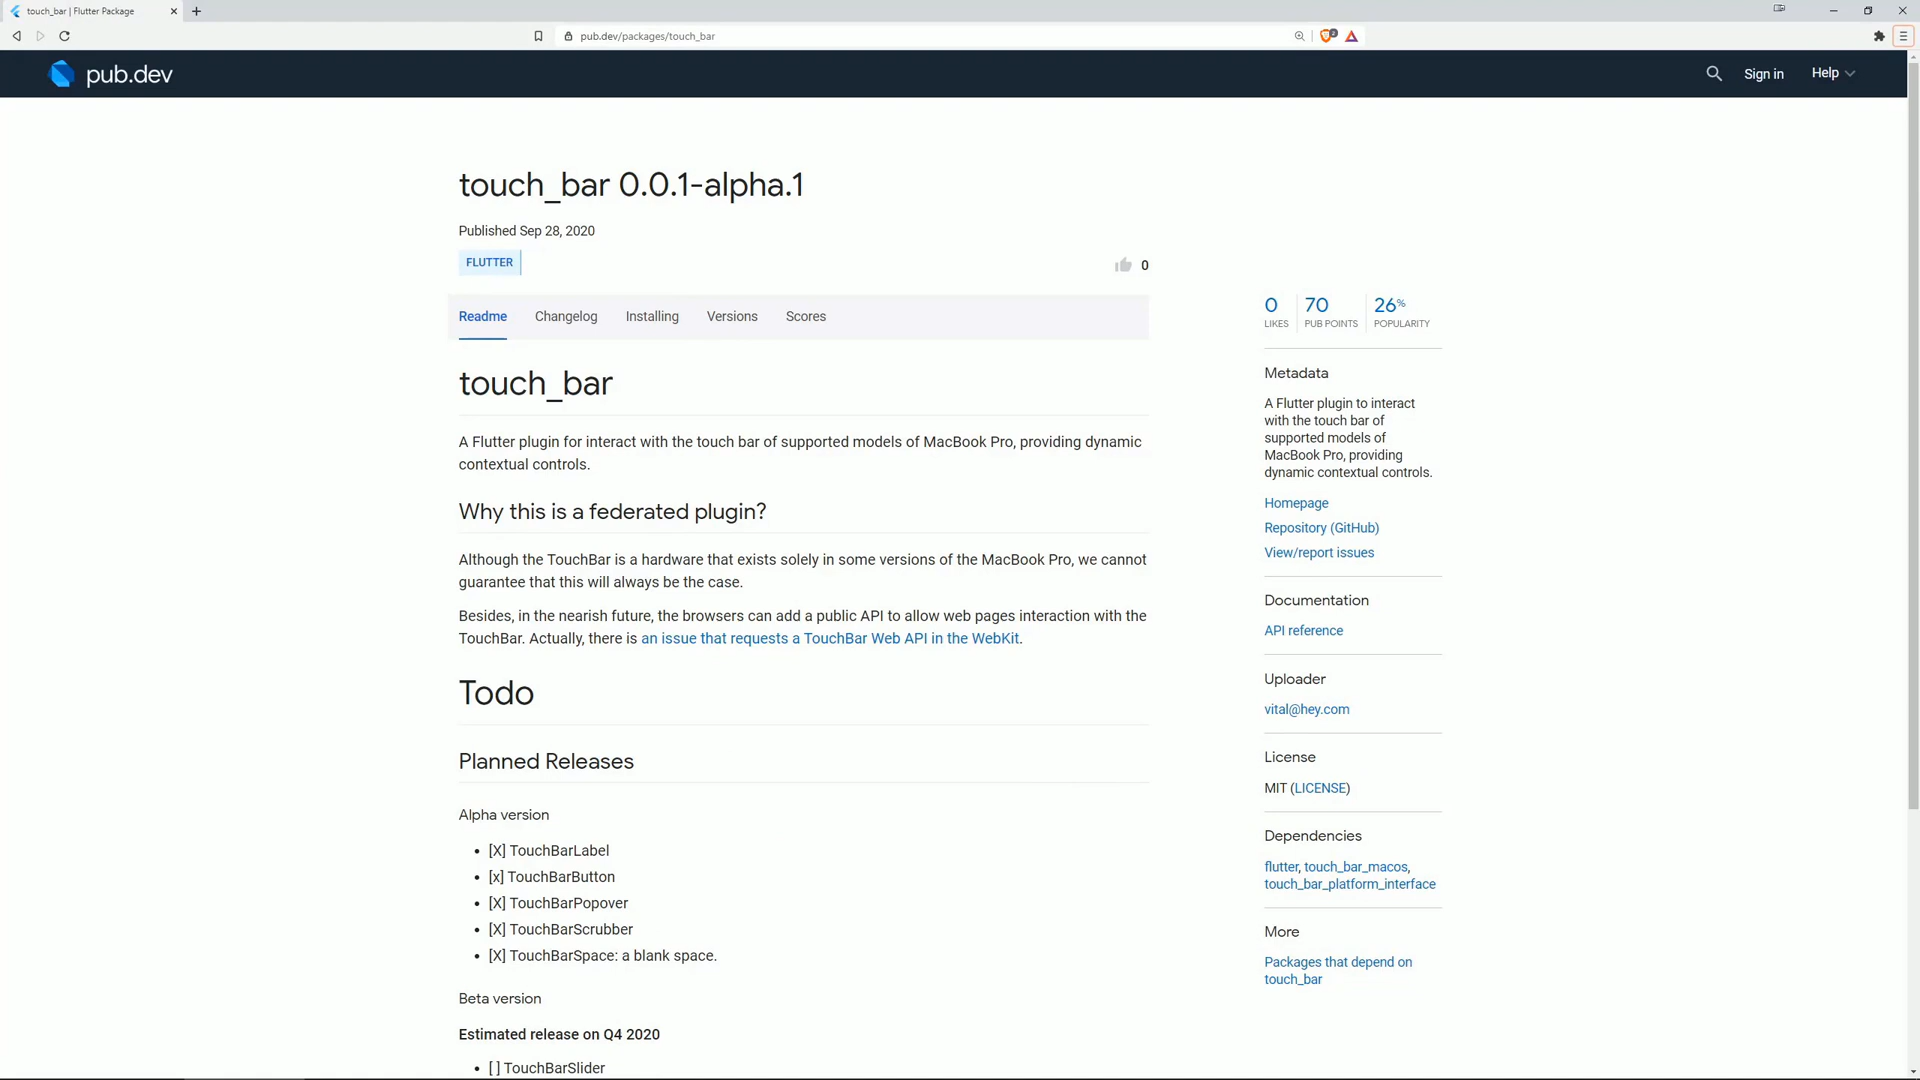 touch_bar | Flutter Package
pub.dev/packages/touch_bar
2
pub.dev
Sign in
Help
touch_bar 0.0.1-alpha.1
Published Sep 28, 2020
FLUTTER
0
Readme
Changelog
Installing
Versions
Scores
touch_bar
A Flutter plugin for interact with the touch bar of supported models of MacBook Pro, providing dynamic
contextual controls.
Why this is a federated plugin?
Although the TouchBar is a hardware that exists solely in some versions of the MacBook Pro, we cannot
guarantee that this will always be the case.
Besides, in the nearish future, the browsers can add a public API to allow web pages interaction with the
TouchBar. Actually, there is an issue that requests a TouchBar Web API in the WebKit.
Todo
Planned Releases
Alpha version
• [X] TouchBarLabel
• [x] TouchBarButton
• [X] TouchBarPopover
• [X] TouchBarScrubber
• [X] TouchBarSpace: a blank space.
Beta version
Estimated release on Q4 2020
• [ ] TouchBarSlider
0 70 26%
LIKES PUB POINTS POPULARITY
Metadata
A Flutter plugin to interact
with the touch bar of
supported models of
MacBook Pro, providing
dynamic contextual controls.
Homepage
Repository (GitHub)
View/report issues
Documentation
API reference
Uploader
vital@hey.com
License
MIT (LICENSE)
Dependencies
flutter, touch_bar_macos,
touch_bar_platform_interface
More
Packages that depend on
touch_bar